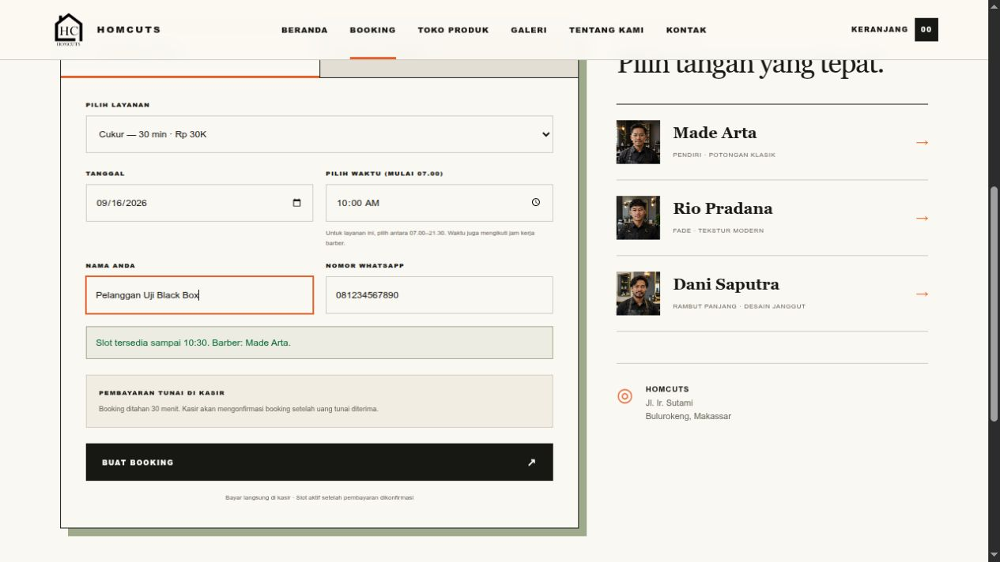 HC
HOMCUTS
HOMCUTS
BERANDA
BOOKING
TOKO PRODUK
GALERI
TENTANG KAMI
KONTAK
KERANJANG 00
PILIH LAYANAN
Cukur — 30 min · Rp 30K
TANGGAL
09/16/2026
PILIH WAKTU (MULAI 07.00)
10:00 AM
Untuk layanan ini, pilih antara 07.00–21.30. Waktu juga mengikuti jam kerja
barber.
NAMA ANDA
Pelanggan Uji Black Box
NOMOR WHATSAPP
081234567890
Slot tersedia sampai 10:30. Barber: Made Arta.
PEMBAYARAN TUNAI DI KASIR
Booking ditahan 30 menit. Kasir akan mengonfirmasi booking setelah uang tunai diterima.
BUAT BOOKING
Bayar langsung di kasir · Slot aktif setelah pembayaran dikonfirmasi
Pilih tangan yang tepat.
Made Arta
PENDIRI · POTONGAN KLASIK
Rio Pradana
FADE · TEKSTUR MODERN
Dani Saputra
RAMBUT PANJANG · DESAIN JANGGUT
HOMCUTS
Jl. Ir. Sutami
Bulurokeng, Makassar